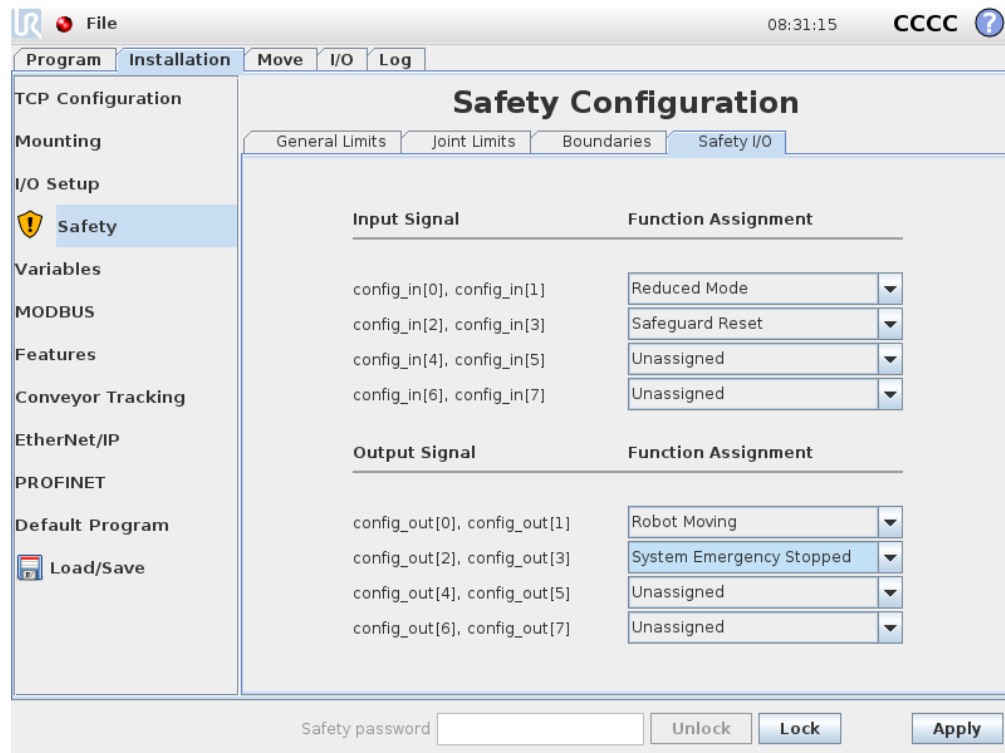 UR File 08:31:15 CCCC ?
Program Installation Move I/O Log
TCP Configuration
Mounting
I/O Setup
Safety
Variables
MODBUS
Features
Conveyor Tracking
EtherNet/IP
PROFINET
Default Program
Load/Save
Safety Configuration
General Limits Joint Limits Boundaries Safety I/O
Input Signal Function Assignment
config_in[0], config_in[1] Reduced Mode
config_in[2], config_in[3] Safeguard Reset
config_in[4], config_in[5] Unassigned
config_in[6], config_in[7] Unassigned
Output Signal Function Assignment
config_out[0], config_out[1] Robot Moving
config_out[2], config_out[3] System Emergency Stopped
config_out[4], config_out[5] Unassigned
config_out[6], config_out[7] Unassigned
Safety password Unlock Lock Apply